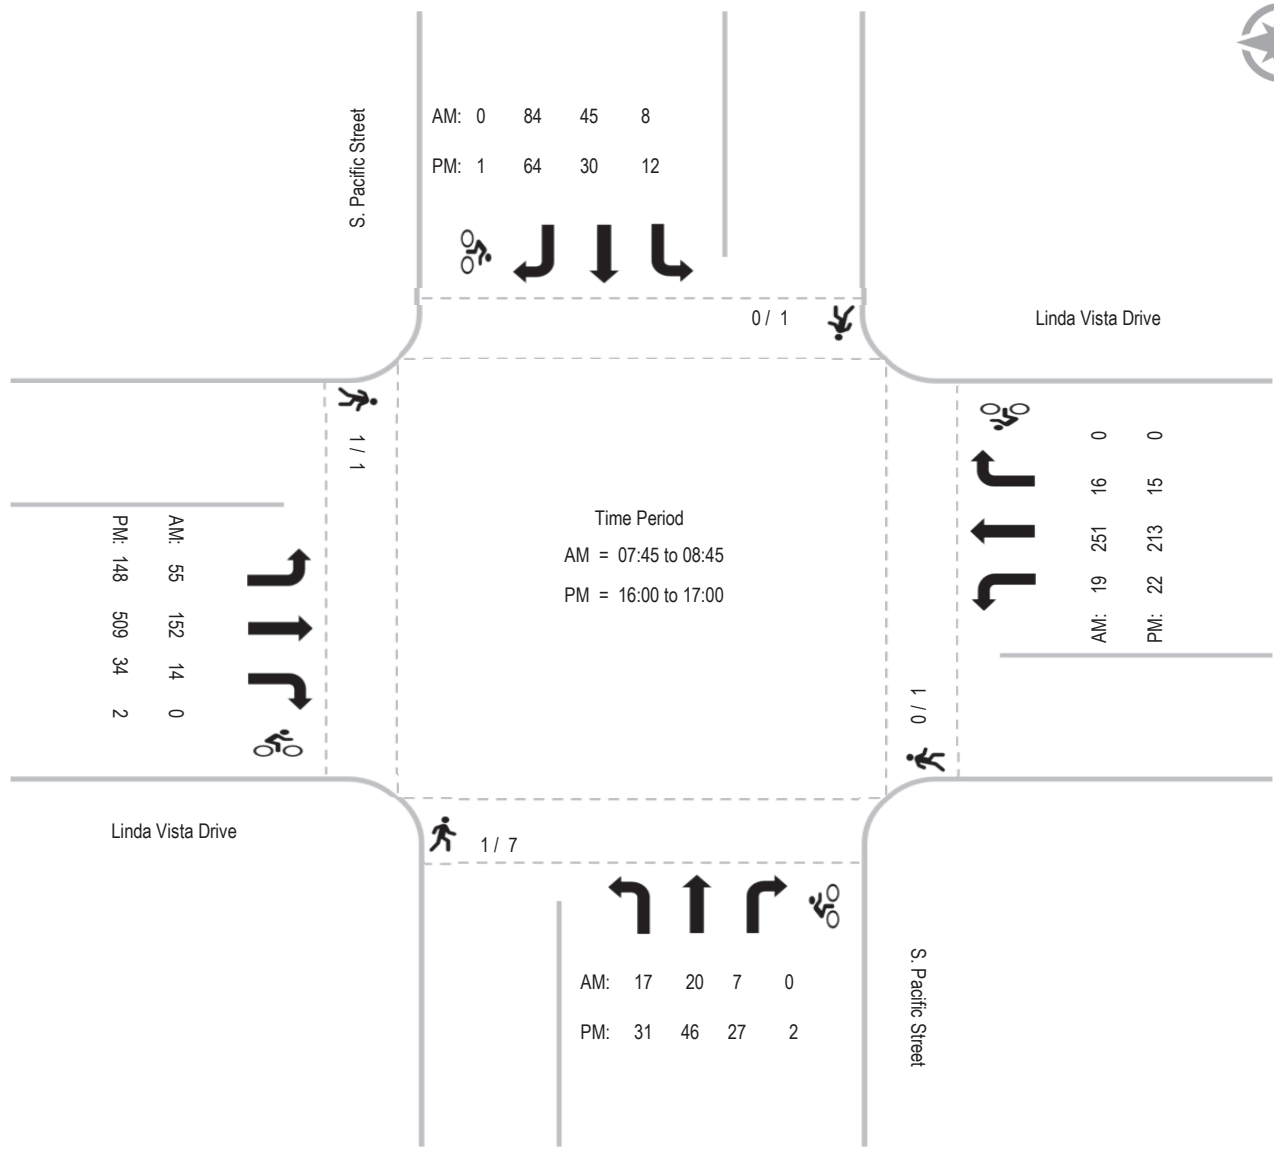 S. Pacific Street
AM: 0 84 45 8
PM: 1 64 30 12
0 / 1
Linda Vista Drive
1 / 1
PM: 148 509 34 2
AM: 55 152 14 0
Time Period
AM = 07:45 to 08:45
PM = 16:00 to 17:00
AM: 19 251 16 0
PM: 22 213 15 0
1 / 0
Linda Vista Drive
1 / 7
AM: 17 20 7 0
PM: 31 46 27 2
S. Pacific Street